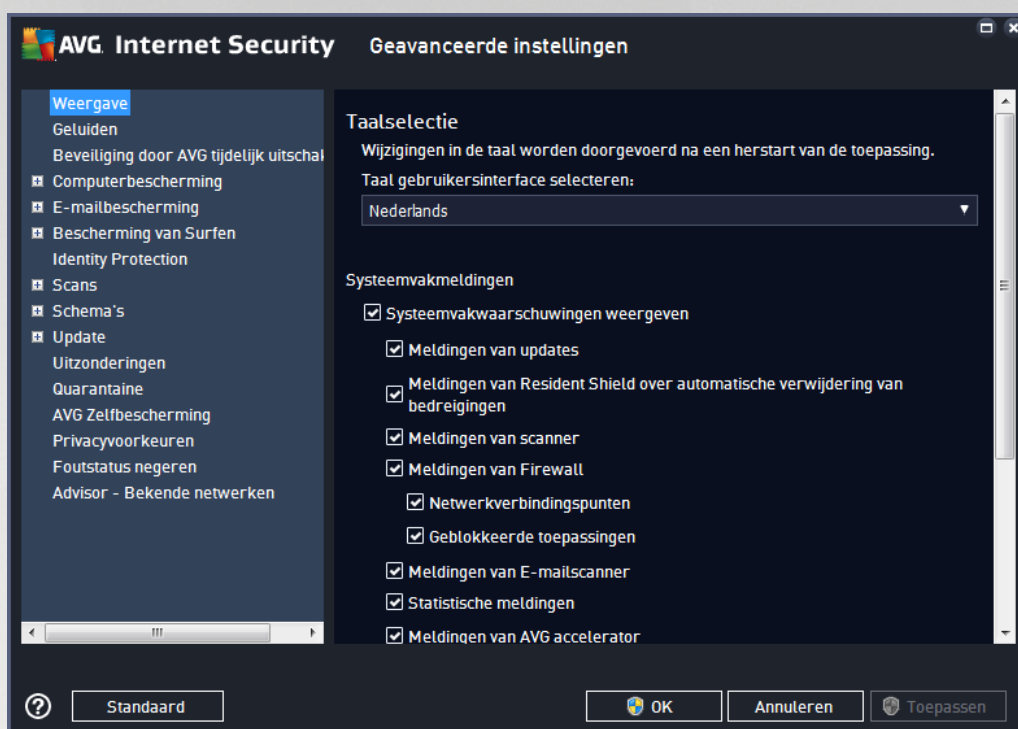 AVG. Internet Security
Geavanceerde instellingen
Weergave
Geluiden
Beveiliging door AVG tijdelijk uitschal
Computerbescherming
E-mailbescherming
Bescherming van Surfen
Identity Protection
Scans
Schema's
Update
Uitzonderingen
Quarantaine
AVG Zelfbescherming
Privacyvoorkeuren
Foutstatus negeren
Advisor - Bekende netwerken
Taalselectie
Wijzigingen in de taal worden doorgevoerd na een herstart van de toepassing.
Taal gebruikersinterface selecteren:
Nederlands
Systeemvakmeldingen
Systeemvakwaarschuwingen weergeven
Meldingen van updates
Meldingen van Resident Shield over automatische verwijdering van
bedreigingen
Meldingen van scanner
Meldingen van Firewall
Netwerkverbindingspunten
Geblokkeerde toepassingen
Meldingen van E-mailscanner
Statistische meldingen
Meldingen van AVG accelerator
Standaard
OK
Annuleren
Toepassen